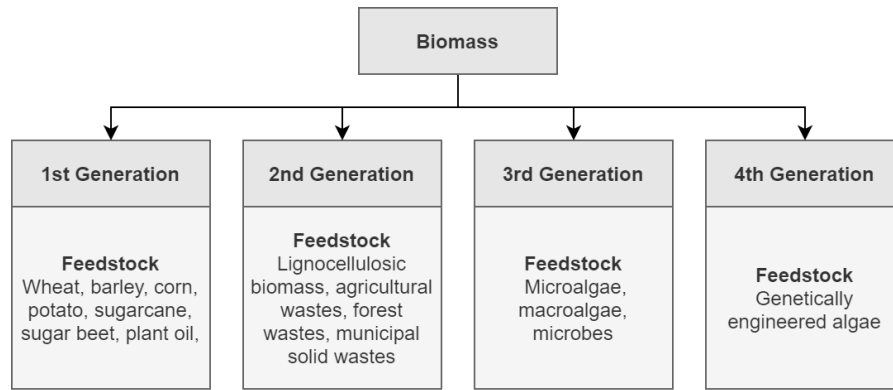 Biomass
1st Generation
Feedstock
Wheat, barley, corn,
potato, sugarcane,
sugar beet, plant oil,
2nd Generation
Feedstock
Lignocellulosic
biomass, agricultural
wastes, forest
wastes, municipal
solid wastes
3rd Generation
Feedstock
Microalgae,
macroalgae,
microbes
4th Generation
Feedstock
Genetically
engineered algae